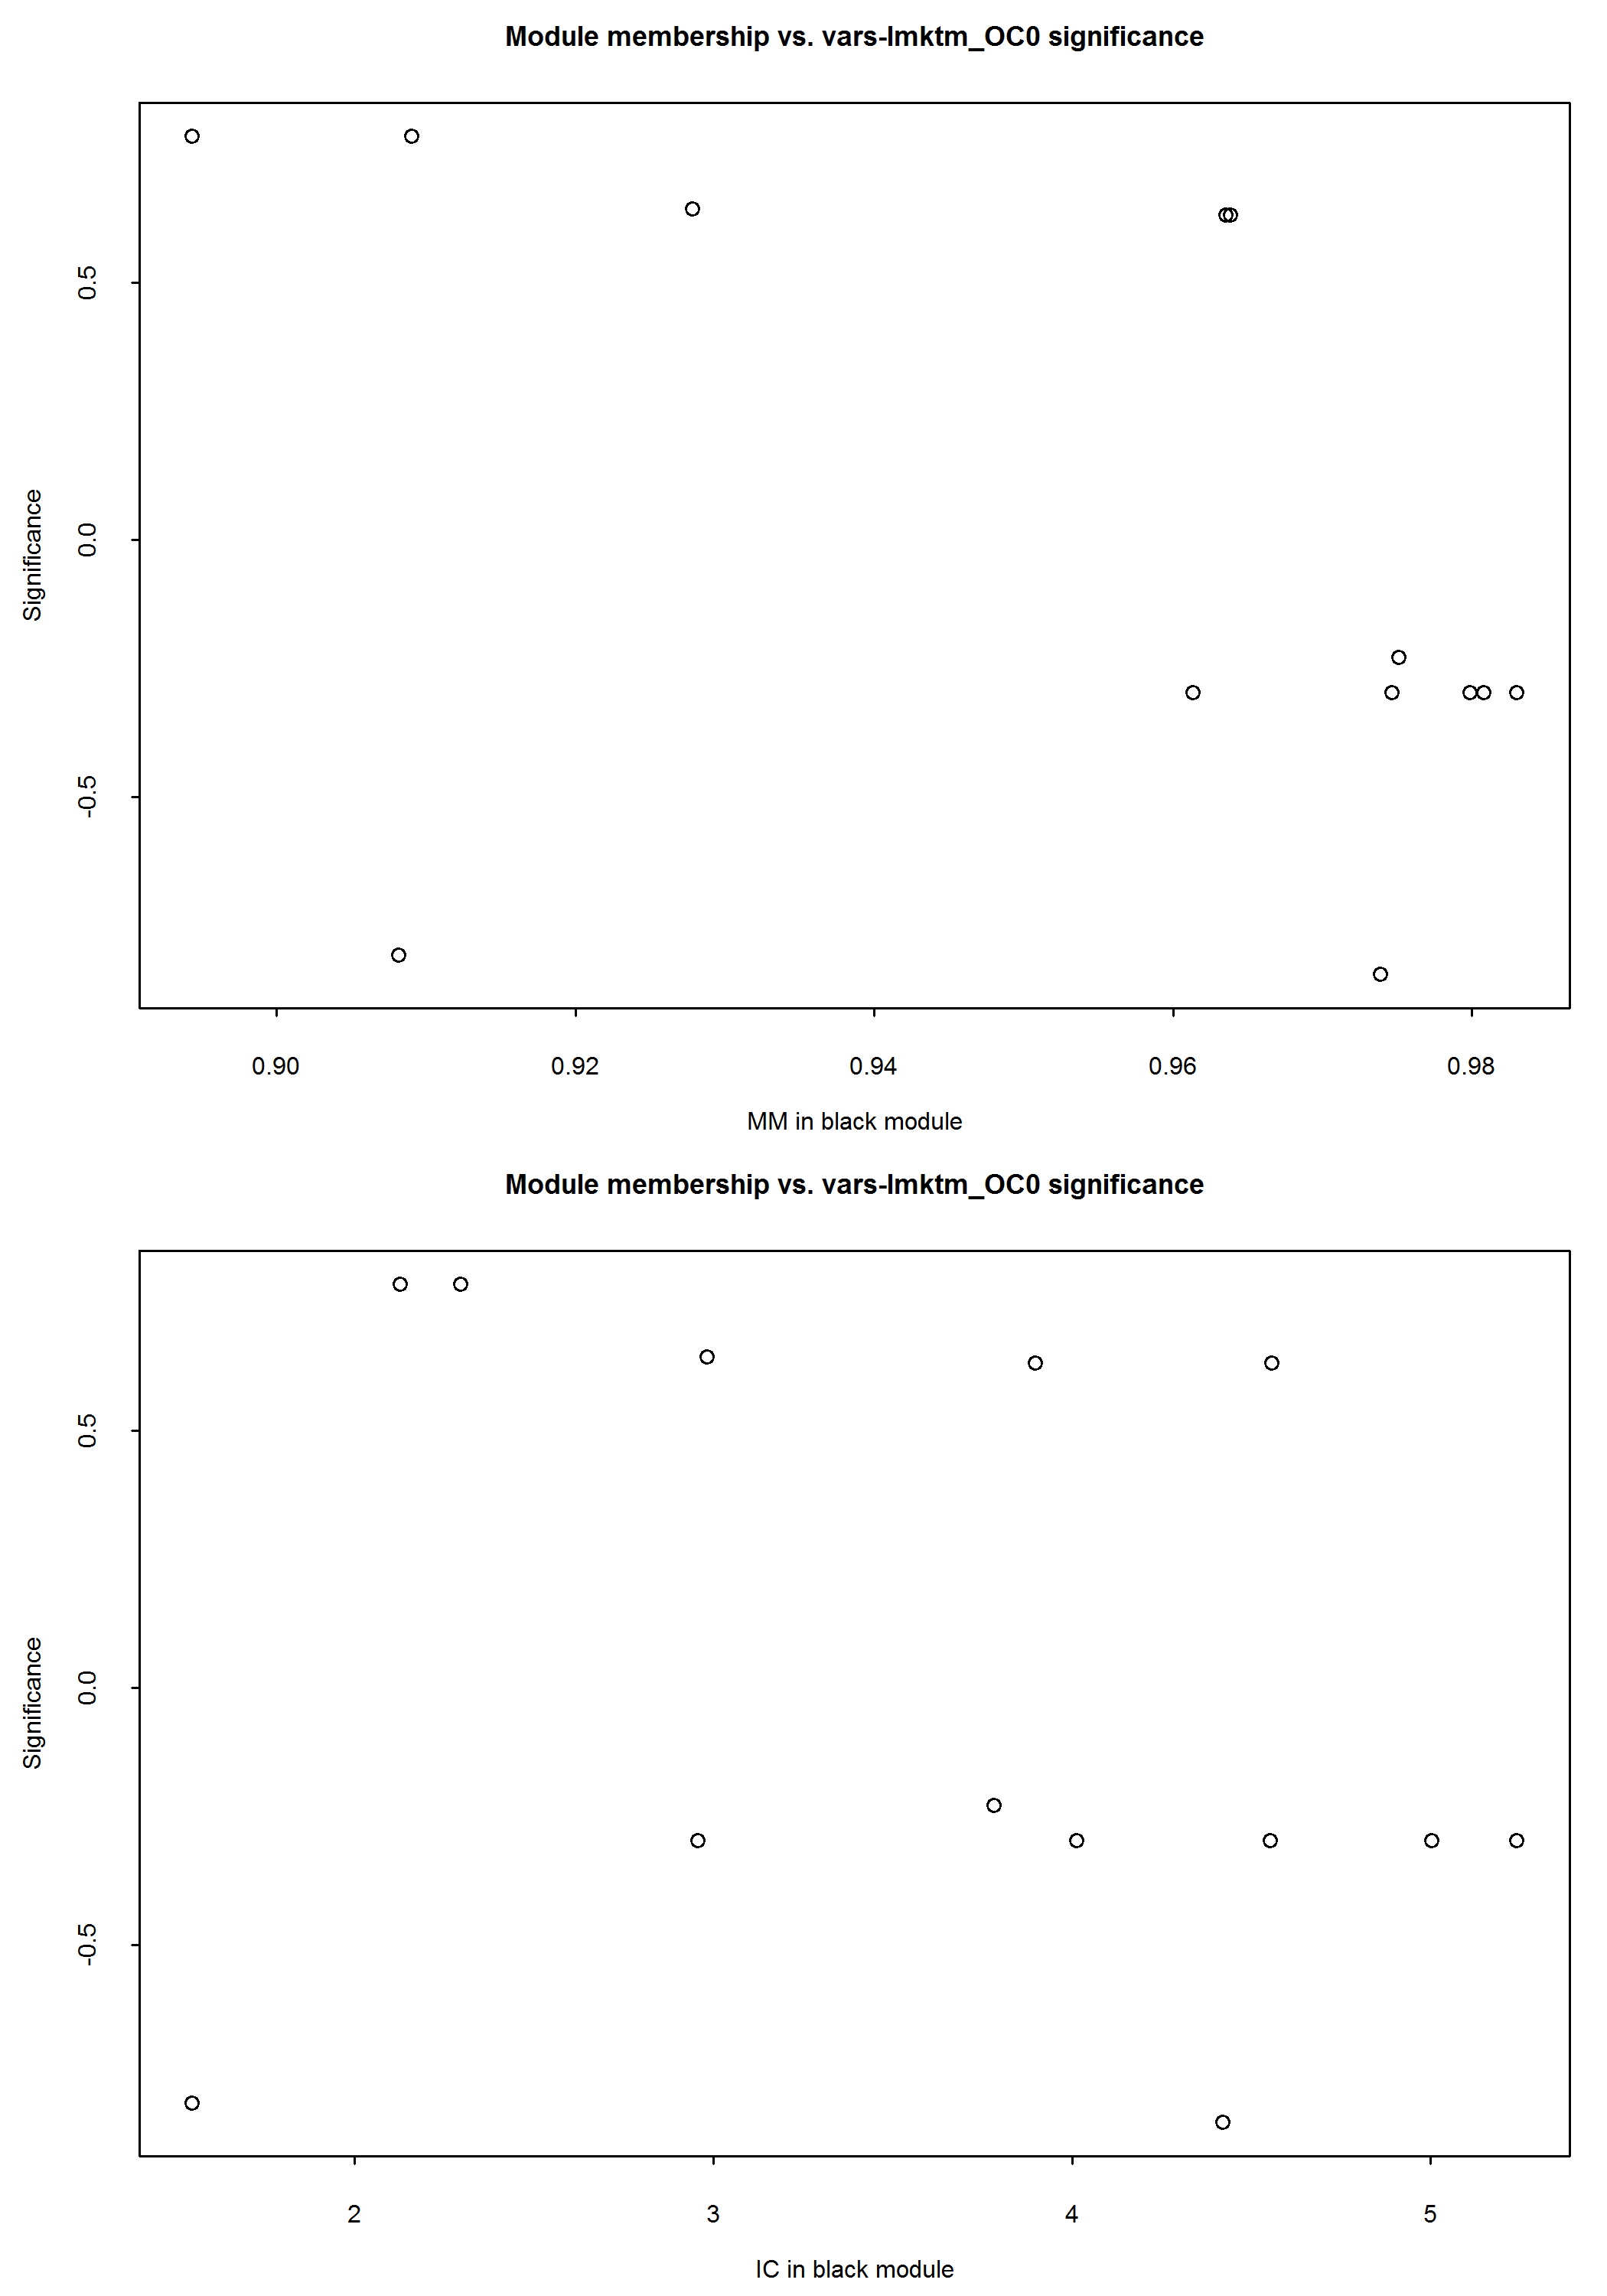 Module membership vs. vars-lmktm_OC0 significance
Significance
0.5
0.0
-0.5
0.90 0.92 0.94 0.96 0.98
MM in black module
Module membership vs. vars-lmktm_OC0 significance
Significance
0.5
0.0
-0.5
2 3 4 5
IC in black module